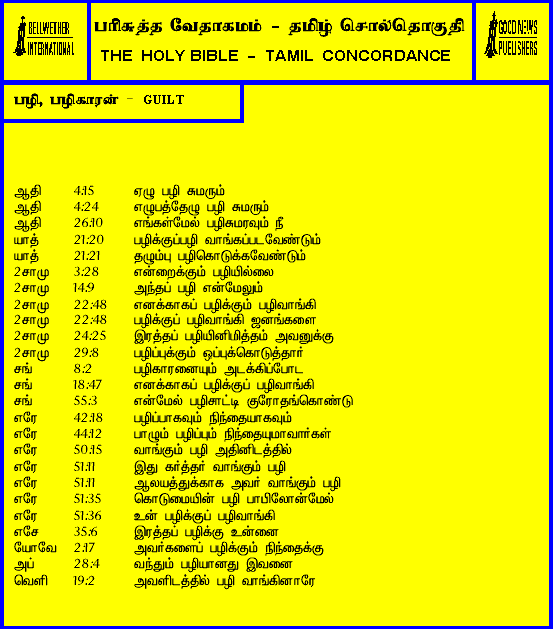 BELLWETHER
INTERNATIONAL
பரிசுத்த வேதாகமம் - தமிழ் சொல்தொகுதி
THE HOLY BIBLE - TAMIL CONCORDANCE
GOOD NEWS
PUBLISHERS
பழி, பழிகாரன் - GUILT
ஆதி 4:15 ஏழு பழி சுமரும்
ஆதி 4:24 எழுபத்தேழு பழி சுமரும்
ஆதி 26:10 எங்கள்மேல் பழிசுமரவும் நீ
யாத் 21:20 பழிக்குப்பழி வாங்கப்படவேண்டும்
யாத் 21:21 தழும்பு பழிகொடுக்கவேண்டும்
2சாமு 3:28 என்றைக்கும் பழியில்லை
2சாமு 14:9 அந்தப் பழி என்மேலும்
2சாமு 22:48 எனக்காகப் பழிக்கும் பழிவாங்கி
2சாமு 22:48 பழிக்குப் பழிவாங்கி ஜனங்களை
2சாமு 24:25 இரத்தப் பழியினிமித்தம் அவனுக்கு
2சாமு 29:8 பழிப்புக்கும் ஒப்புக்கொடுத்தார்
சங் 8:2 பழிகாரனையும் அடக்கிப்போட
சங் 18:47 எனக்காகப் பழிக்குப் பழிவாங்கி
சங் 55:3 என்மேல் பழிசாட்டி குரோதங்கொண்டு
எரே 42:18 பழிப்பாகவும் நிந்தையாகவும்
எரே 44:12 பாழும் பழிப்பும் நிந்தையுமாவார்கள்
எரே 50:15 வாங்கும் பழி அதினிடத்தில்
எரே 51:11 இது கர்த்தர் வாங்கும் பழி
எரே 51:11 ஆலயத்துக்காக அவர் வாங்கும் பழி
எரே 51:35 கொடுமையின் பழி பாபிலோன்மேல்
எரே 51:36 உன் பழிக்குப் பழிவாங்கி
எசே 35:6 இரத்தப் பழிக்கு உன்னை
யோவே 2:17 அவர்களைப் பழிக்கும் நிந்தைக்கு
அப் 28:4 வந்தும் பழியானது இவனை
வெளி 19:2 அவளிடத்தில் பழி வாங்கினாரே